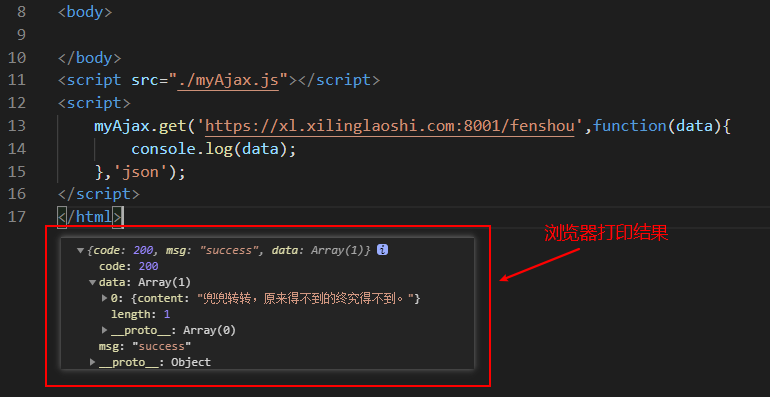 8 <body>
9
10 </body>
11 <script src="./myAjax.js"></script>
12 <script>
13 myAjax.get('https://xl.xilinglaoshi.com:8001/fenshou',function(data){
14 console.log(data);
15 },'json');
16 </script>
17 </html>
浏览器打印结果
▼{code: 200, msg: "success", data: Array(1)} i
code: 200
▼data: Array(1)
▶0: {content: "兜兜转转，原来得不到的终究得不到。"}
length: 1
▶__proto__: Array(0)
msg: "success"
▶__proto__: Object